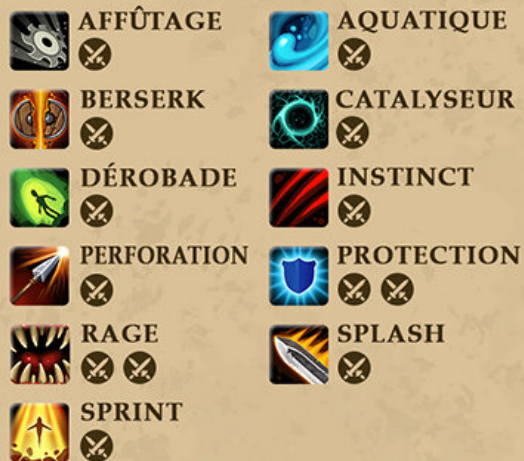 AFFÛTAGE
AQUATIQUE
BERSERK
CATALYSEUR
DÉROBADE
INSTINCT
PERFORATION
PROTECTION
RAGE
SPLASH
SPRINT